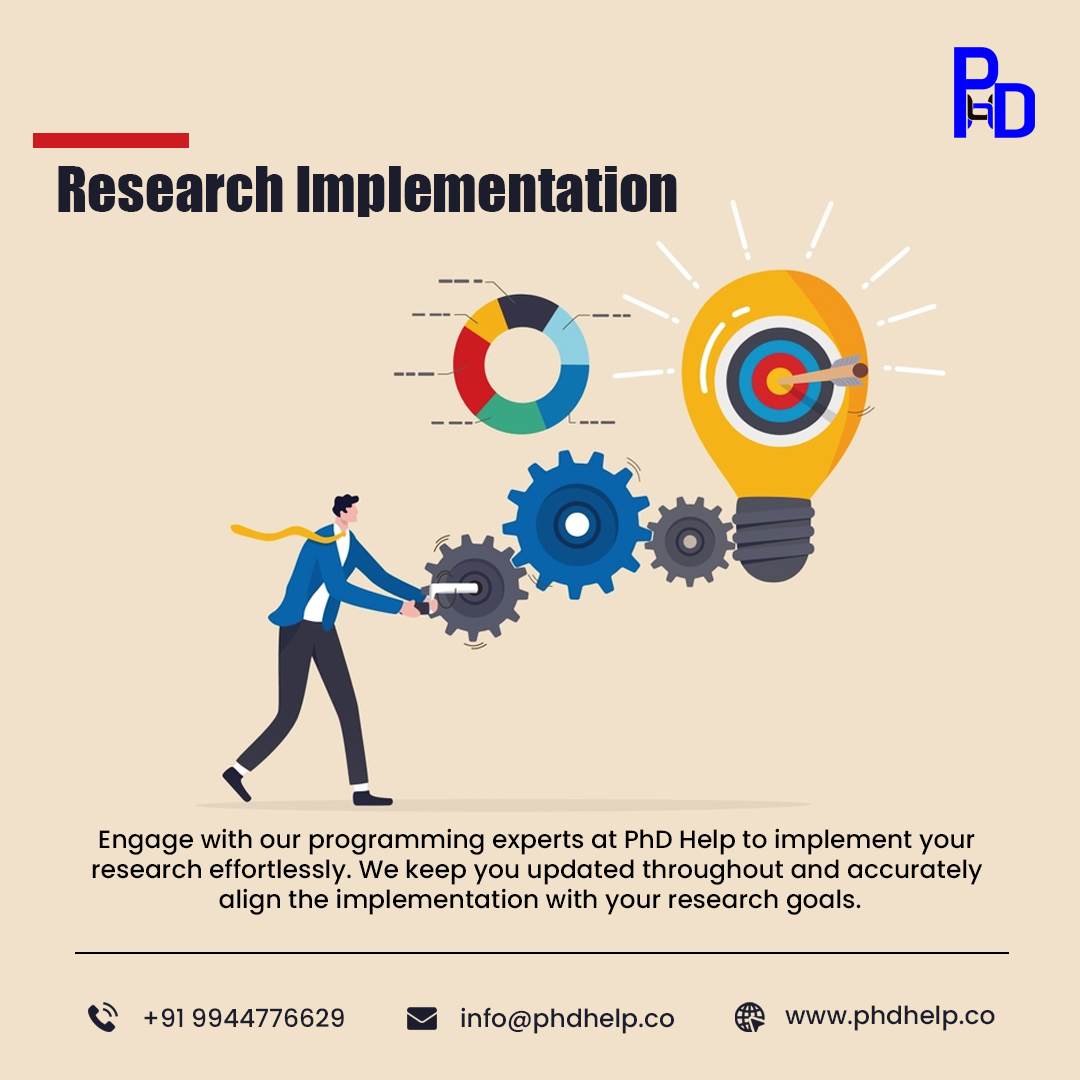 PhD
Research Implementation
Engage with our programming experts at PhD Help to implement your
research effortlessly. We keep you updated throughout and accurately
align the implementation with your research goals.
+91 9944776629
info@phdhelp.co
www.phdhelp.co